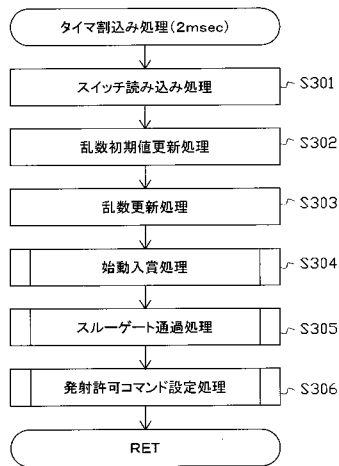 タイマ割込み処理(2msec)
スイッチ読み込み処理
S301
乱数初期値更新処理
S302
乱数更新処理
S303
始動入賞処理
S304
スルーゲート通過処理
S305
発射許可コマンド設定処理
S306
RET